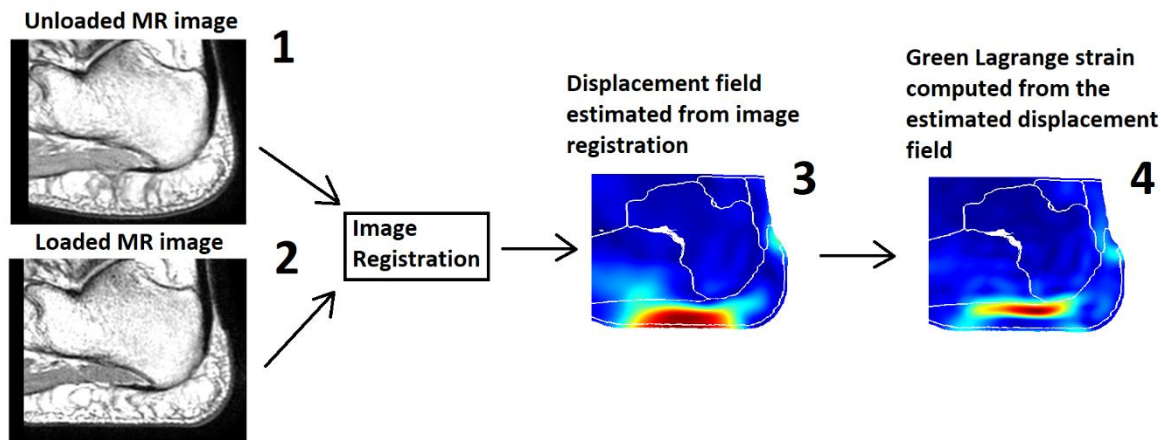 Unloaded MR image
1
Loaded MR image
2
Image
Registration
Displacement field
estimated from image
registration
3
Green Lagrange strain
computed from the
estimated displacement
field
4